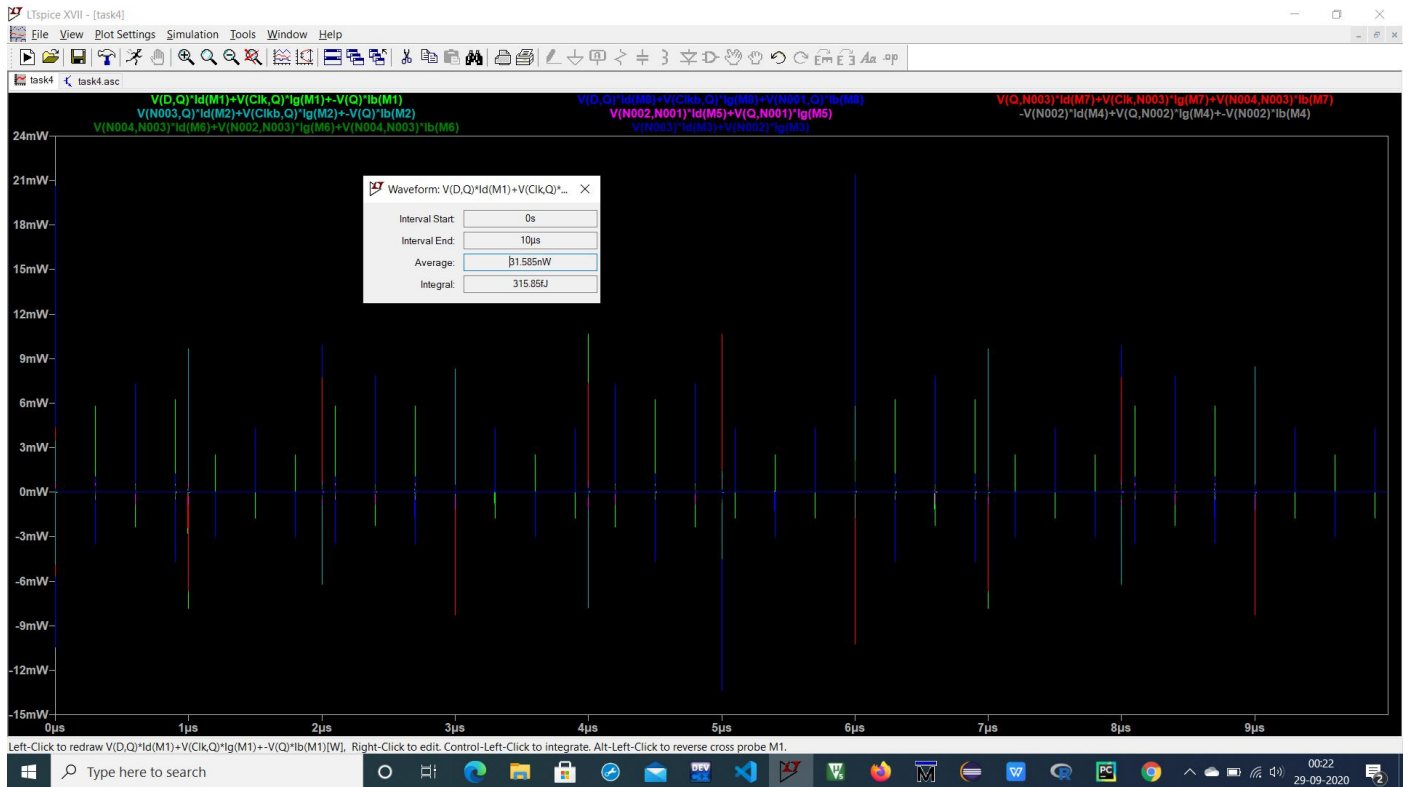 LTspice XVII - [task4]
File View Plot Settings Simulation Tools Window Help
task4 task4.asc
V(D,Q)*Id(M1)+V(Clk,Q)*Ig(M1)+-V(Q)*Ib(M1) V(D,Q)*Id(M8)+V(Clkb,Q)*Ig(M8)+V(N001,Q)*Ib(M8) V(Q,N003)*Id(M7)+V(Clk,N003)*Ig(M7)+V(N004,N003)*Ib(M7)
V(N003,Q)*Id(M2)+V(Clkb,Q)*Ig(M2)+-V(Q)*Ib(M2) V(N002,N001)*Id(M5)+V(Q,N001)*Ig(M5) -V(N002)*Id(M4)+V(Q,N002)*Ig(M4)+-V(N002)*Ib(M4)
V(N004,N003)*Id(M6)+V(N002,N003)*Ig(M6)+V(N004,N003)*Ib(M6) V(N003)*Id(M3)+V(N002)*Ig(M3)
24mW
21mW
18mW
15mW
12mW
9mW
6mW
3mW
0mW
-3mW
-6mW
-9mW
-12mW
-15mW
Waveform: V(D,Q)*Id(M1)+V(Clk,Q)*...
Interval Start: 0s
Interval End: 10µs
Average: 31.585nW
Integral: 315.85fJ
0µs 1µs 2µs 3µs 4µs 5µs 6µs 7µs 8µs 9µs
Left-Click to redraw V(D,Q)*Id(M1)+V(Clk,Q)*Ig(M1)+-V(Q)*Ib(M1)[W], Right-Click to edit. Control-Left-Click to integrate. Alt-Left-Click to reverse cross probe M1.
Type here to search
DEV
PC
00:22
29-09-2020
2